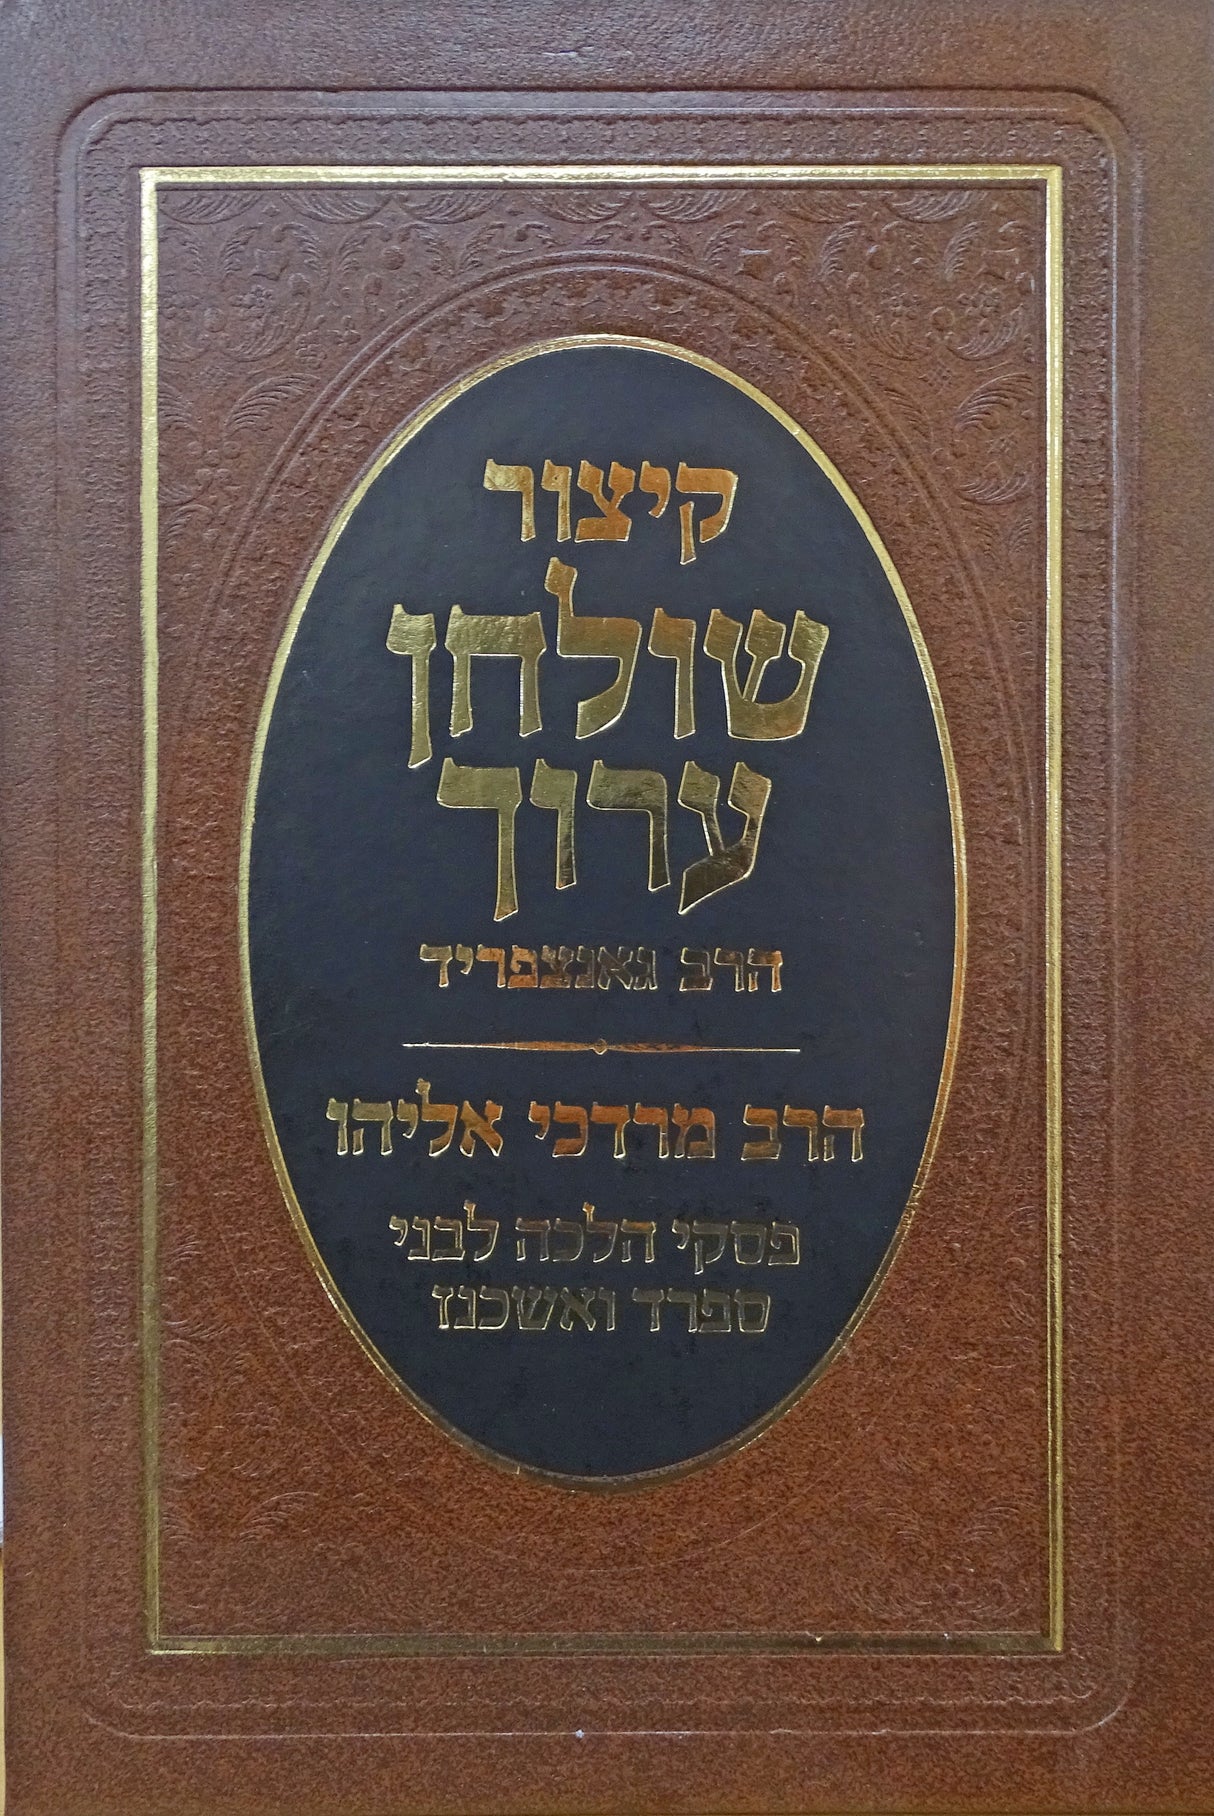 קיצור
שולחן
ערוך
הרב גאנצפריד
הרב מרדכי אליהו
פסקי הלכה לבני
ספרד ואשכנז